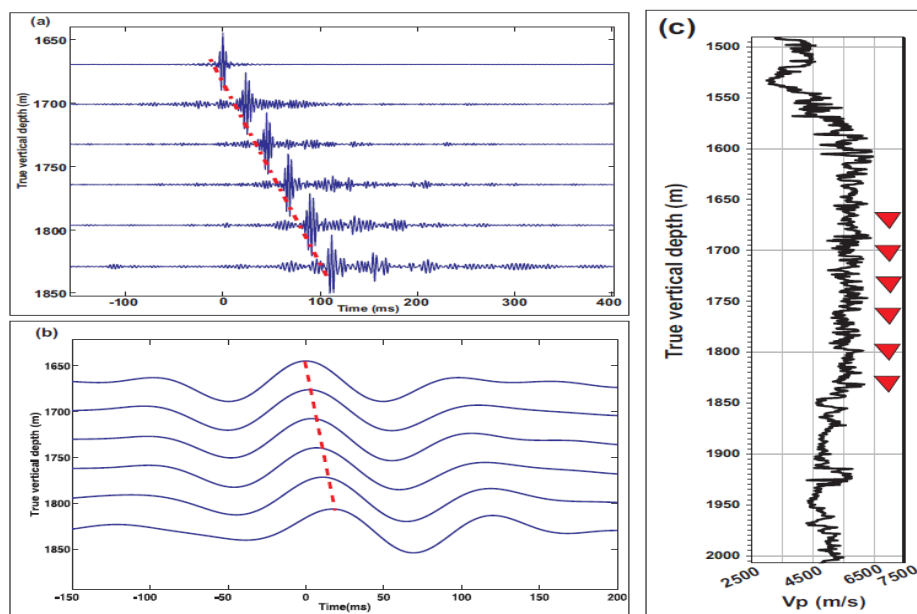 (a)
True vertical depth (m)
1650
1700
1750
1800
1850
-100 0 100 200 300 400
Time (ms)
(b)
True vertical depth (m)
1650
1700
1750
1800
1850
-150 -100 -50 0 50 100 150 200
Time(ms)
(c)
True vertical depth (m)
1500
1550
1600
1650
1700
1750
1800
1850
1900
1950
2000
2500 4500 6500 7500
Vp (m/s)